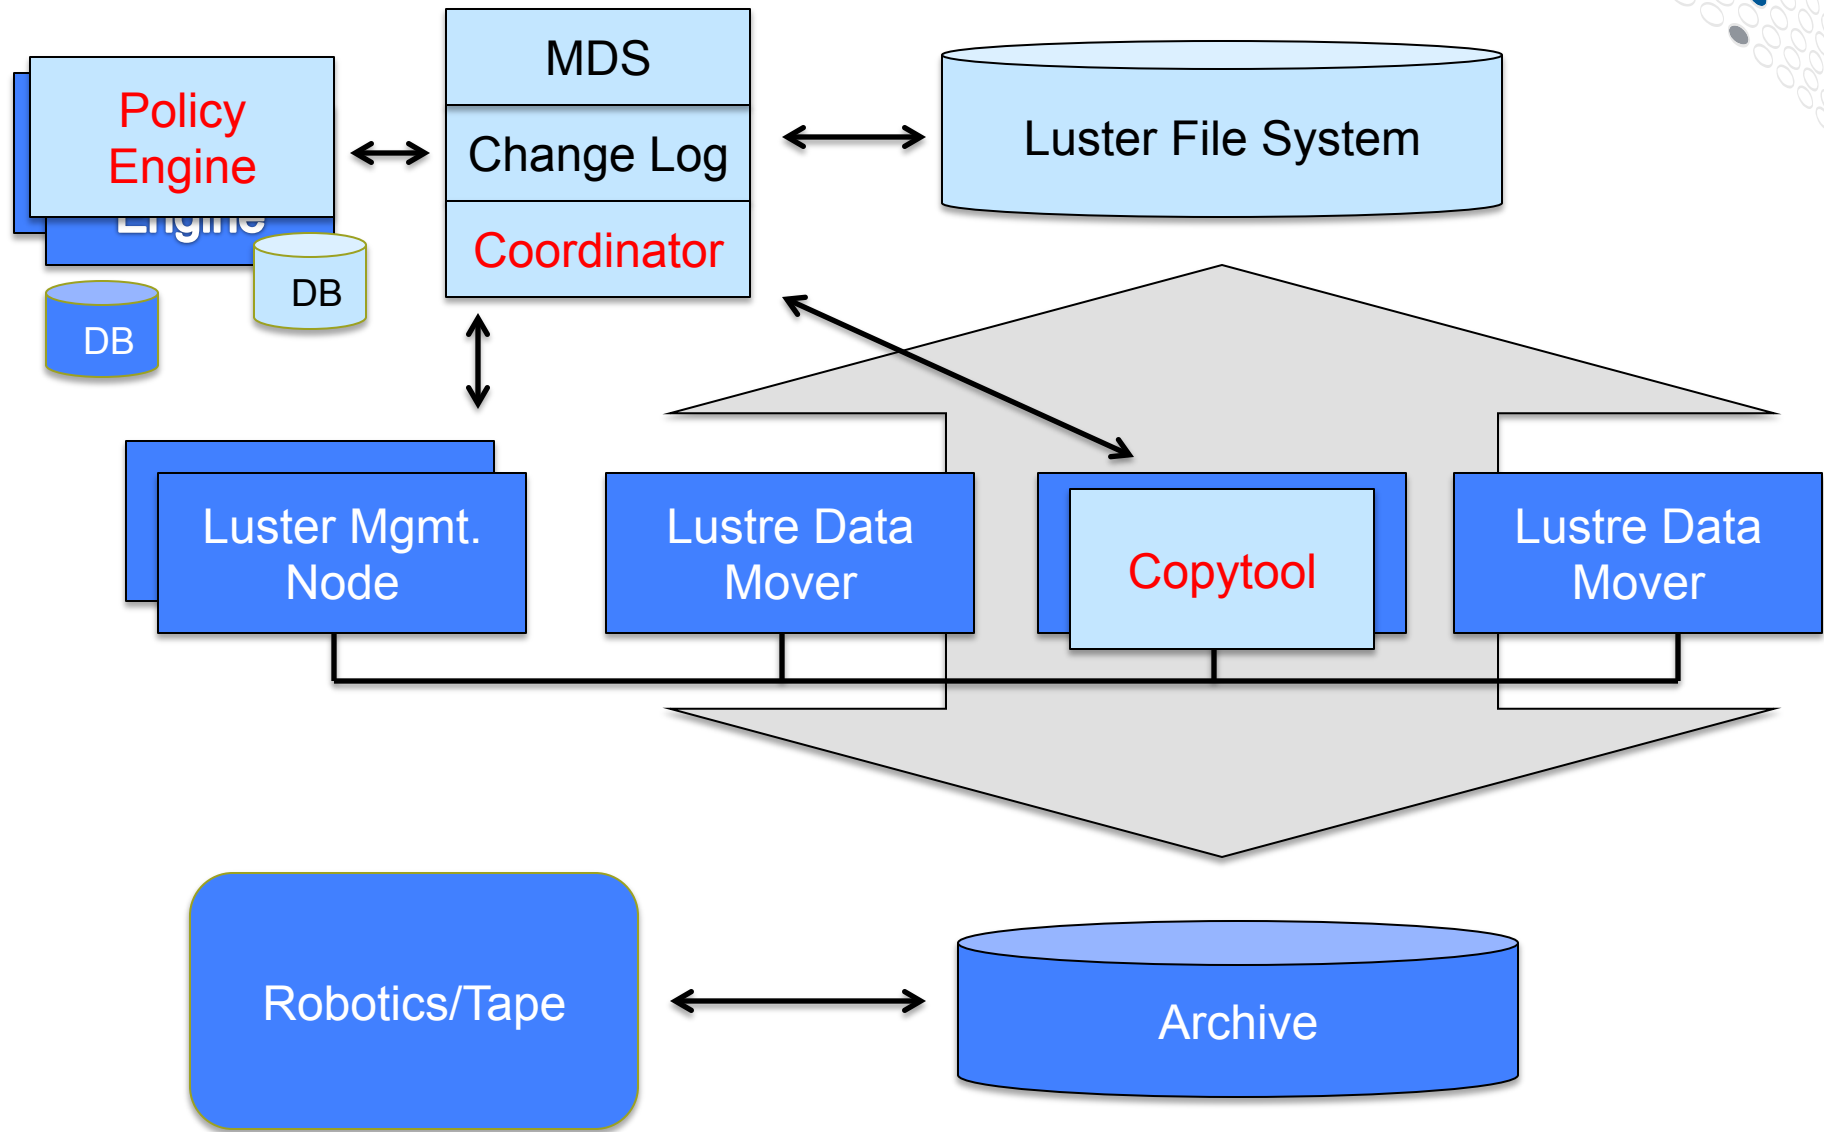 MDS
Policy
Engine
Change Log
Luster File System
Engine
Coordinator
DB
DB
Luster Mgmt.
Node
Lustre Data
Mover
Copytool
Lustre Data
Mover
Robotics/Tape
Archive